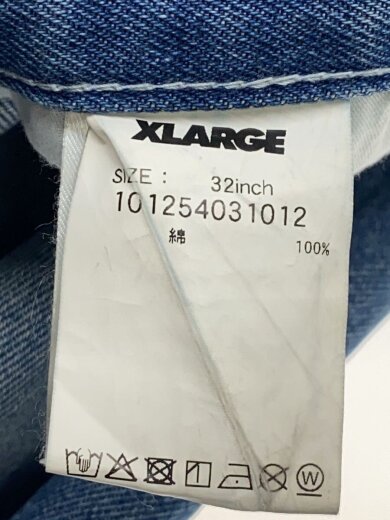 XLARGE
SIZE : 32inch
101254031012
綿 100%
W